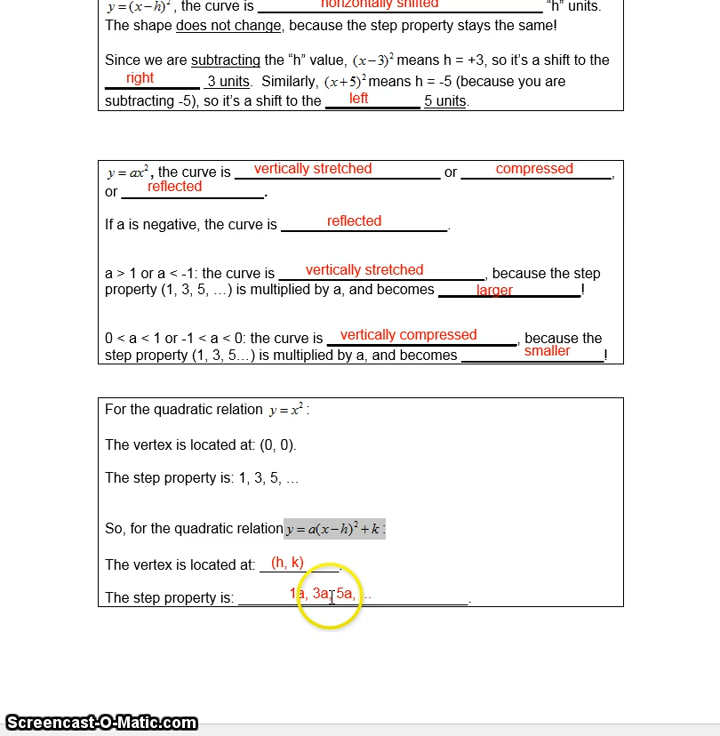 y = (x − h)², the curve is horizontally shifted "h" units.
The shape does not change, because the step property stays the same!
Since we are subtracting the "h" value, (x − 3)² means h = +3, so it's a shift to the
right 3 units. Similarly, (x + 5)² means h = -5 (because you are
subtracting -5), so it's a shift to the left 5 units.
y = ax², the curve is vertically stretched or compressed,
or reflected.
If a is negative, the curve is reflected.
a > 1 or a < -1: the curve is vertically stretched, because the step
property (1, 3, 5, …) is multiplied by a, and becomes larger!
0 < a < 1 or -1 < a < 0: the curve is vertically compressed, because the
step property (1, 3, 5…) is multiplied by a, and becomes smaller!
For the quadratic relation y = x²:
The vertex is located at: (0, 0).
The step property is: 1, 3, 5, …
So, for the quadratic relation y = a(x − h)² + k:
The vertex is located at: (h, k).
The step property is: 1a, 3a, 5a, ….
Screencast-O-Matic.com